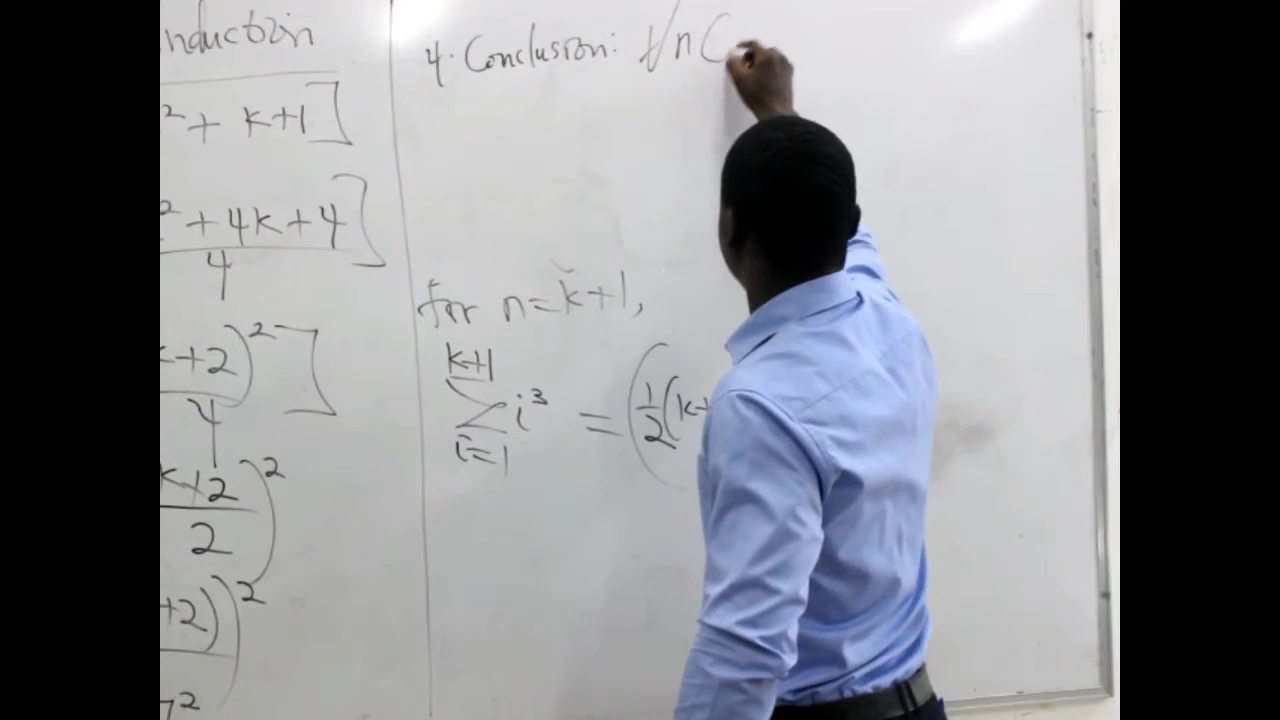 nduction
² + k+1]
² + 4k+4]
4
k+2)²]
4
k+2)²
2
+2))²
]²
4. Conclusion: ∀n (
for n=k+1,
k+1
∑ i³ = (½(k+
i=1